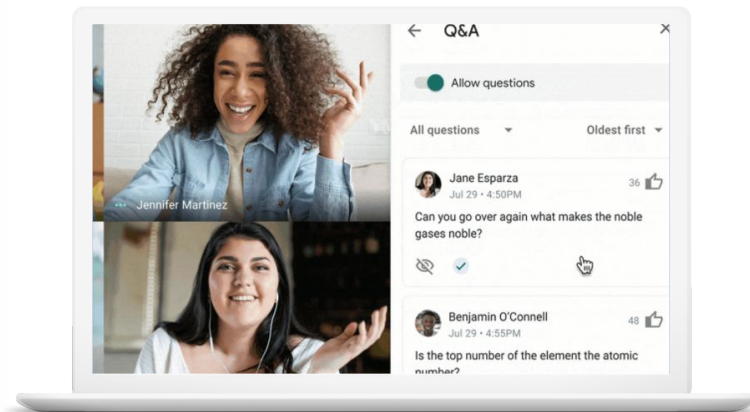 Q&A
Allow questions
All questions
Oldest first
Jennifer Martinez
Jane Esparza
36
Jul 29 • 4:50PM
Can you go over again what makes the noble
gases noble?
Benjamin O'Connell
48
Jul 29 • 4:55PM
Is the top number of the element the atomic
number?